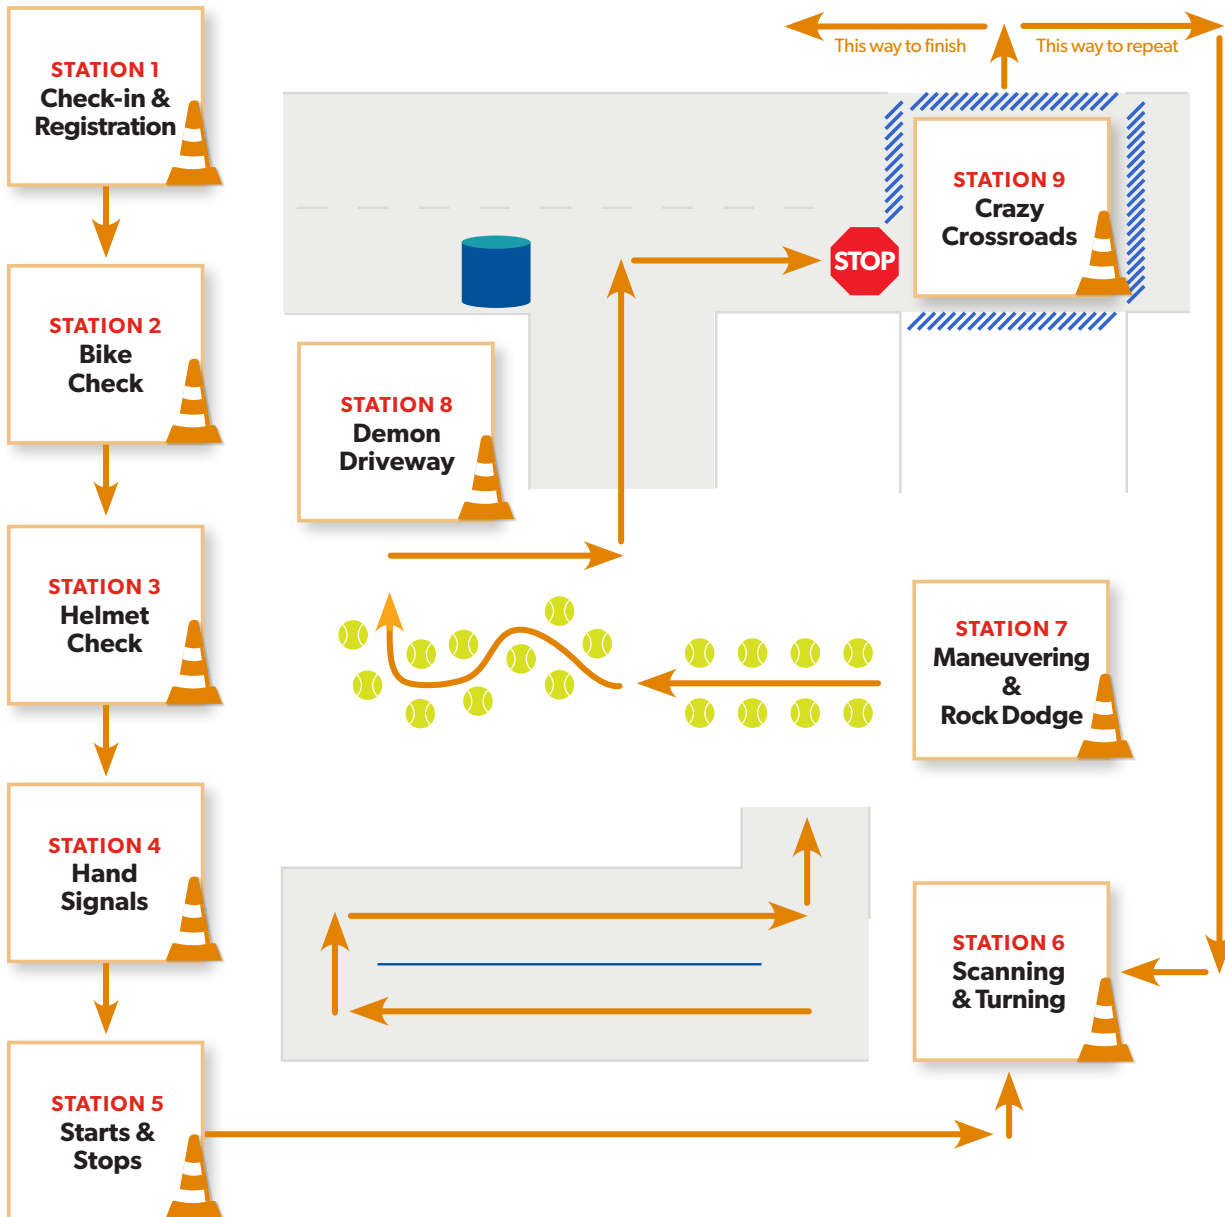 STATION 1
Check-in &
Registration
STATION 2
Bike
Check
STATION 3
Helmet
Check
STATION 4
Hand
Signals
STATION 5
Starts &
Stops
This way to finish
This way to repeat
STATION 9
Crazy
Crossroads
STOP
STATION 8
Demon
Driveway
STATION 7
Maneuvering
&
Rock Dodge
STATION 6
Scanning
& Turning